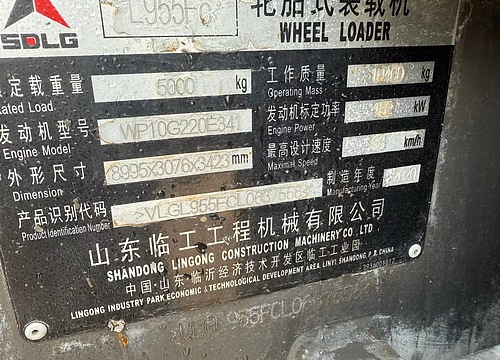 SDLG
L955FC
轮胎式装载机
WHEEL LOADER
定载重量 5000 kg
Rated Load
工作质量 kg
Operating Mass
发动机型号 WP10G220E341
Engine Model
发动机标定功率 kW
Engine Power
外形尺寸 8995x3076x3423 mm
Dimension
最高设计速度 km/h
Maximal Speed
产品识别代码
Product Identification Number
制造年度
Manufacturing Year
山东临工工程机械有限公司
SHANDONG LINGONG CONSTRUCTION MACHINERY CO., LTD
中国·山东·临沂经济技术开发区临工工业园
LINGONG INDUSTRY PARK,ECONOMIC & TECHNOLOGICAL DEVELOPMENT AREA, LINYI SHANDONG, P.R.CHINA